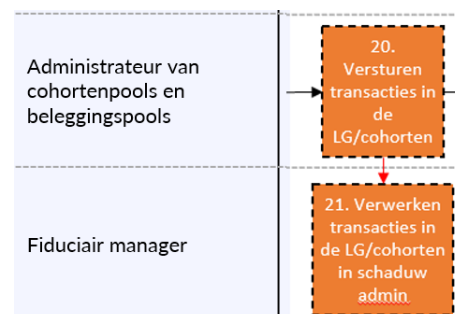 Administrateur van
cohortenpools en
beleggingspools
20.
Versturen
transacties in
de
LG/cohorten
Fiduciair manager
21. Verwerken
transacties in
de LG/cohorten
in schaduw
admin